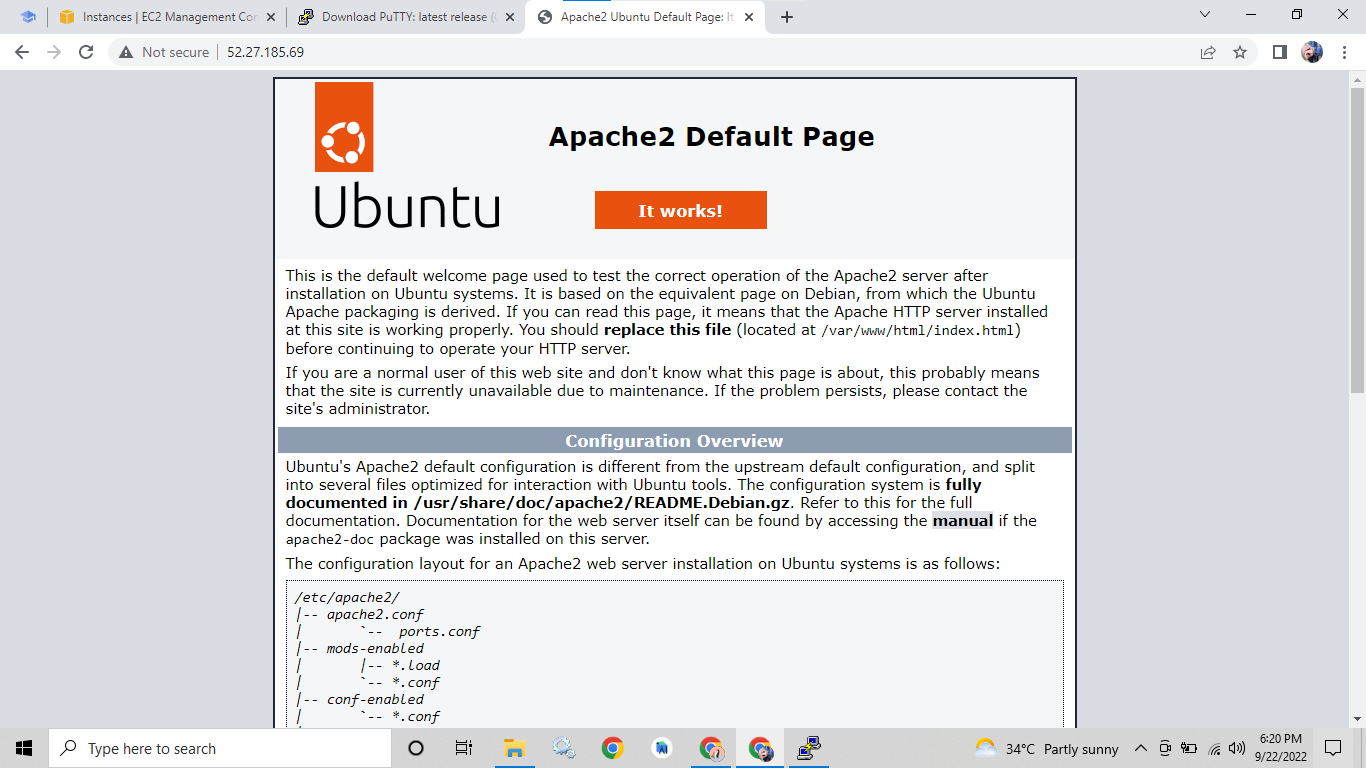 Instances | EC2 Management Con
Download PuTTY: latest release (
Apache2 Ubuntu Default Page: It
Not secure
52.27.185.69
Apache2 Default Page
Ubuntu
It works!
This is the default welcome page used to test the correct operation of the Apache2 server after
installation on Ubuntu systems. It is based on the equivalent page on Debian, from which the Ubuntu
Apache packaging is derived. If you can read this page, it means that the Apache HTTP server installed
at this site is working properly. You should replace this file (located at /var/www/html/index.html)
before continuing to operate your HTTP server.
If you are a normal user of this web site and don't know what this page is about, this probably means
that the site is currently unavailable due to maintenance. If the problem persists, please contact the
site's administrator.
Configuration Overview
Ubuntu's Apache2 default configuration is different from the upstream default configuration, and split
into several files optimized for interaction with Ubuntu tools. The configuration system is fully
documented in /usr/share/doc/apache2/README.Debian.gz. Refer to this for the full
documentation. Documentation for the web server itself can be found by accessing the manual if the
apache2-doc package was installed on this server.
The configuration layout for an Apache2 web server installation on Ubuntu systems is as follows:
/etc/apache2/
|-- apache2.conf
|       `--  ports.conf
|-- mods-enabled
|       |-- *.load
|       `-- *.conf
|-- conf-enabled
|       `-- *.conf
Type here to search
34°C Partly sunny
6:20 PM
9/22/2022